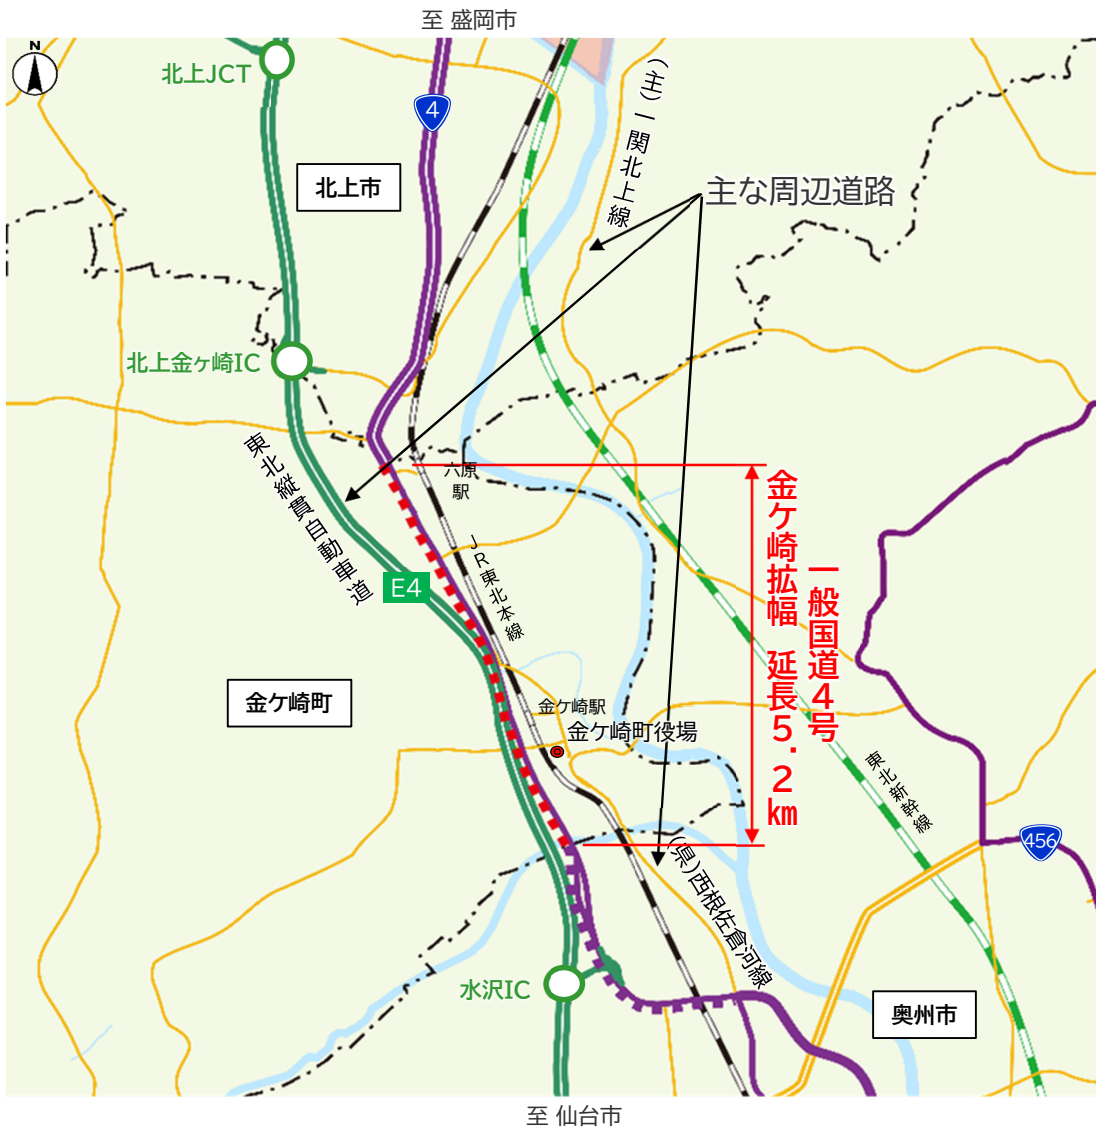 至 盛岡市
N
北上JCT
4
(主)一関北上線
北上市
主な周辺道路
北上金ヶ崎IC
東北縦貫自動車道
六原
駅
E4
JR東北本線
一般国道4号
金ケ崎拡幅 延長5.2㎞
金ケ崎町
金ケ崎駅
金ケ崎町役場
東北新幹線
456
(県)西根佐倉河線
水沢IC
奥州市
至 仙台市